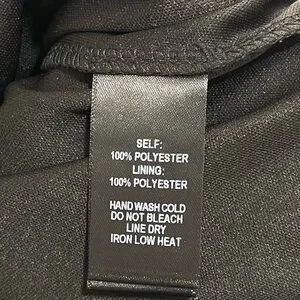 SELF:
100% POLYESTER
LINING:
100% POLYESTER
HAND WASH COLD
DO NOT BLEACH
LINE DRY
IRON LOW HEAT